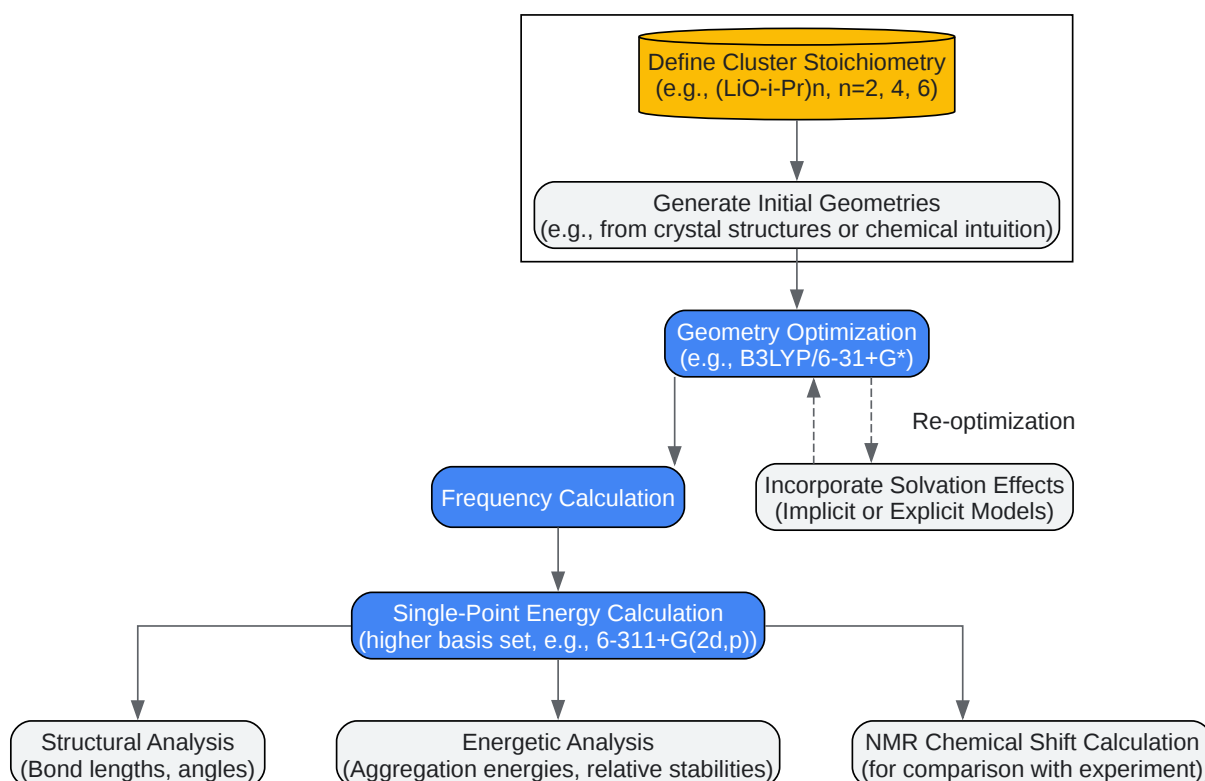 Define Cluster Stoichiometry
(e.g., (LiO-i-Pr)n, n=2, 4, 6)
Generate Initial Geometries
(e.g., from crystal structures or chemical intuition)
Geometry Optimization
(e.g., B3LYP/6-31+G*)
Re-optimization
Frequency Calculation
Incorporate Solvation Effects
(Implicit or Explicit Models)
Single-Point Energy Calculation
(higher basis set, e.g., 6-311+G(2d,p))
Structural Analysis
(Bond lengths, angles)
Energetic Analysis
(Aggregation energies, relative stabilities)
NMR Chemical Shift Calculation
(for comparison with experiment)